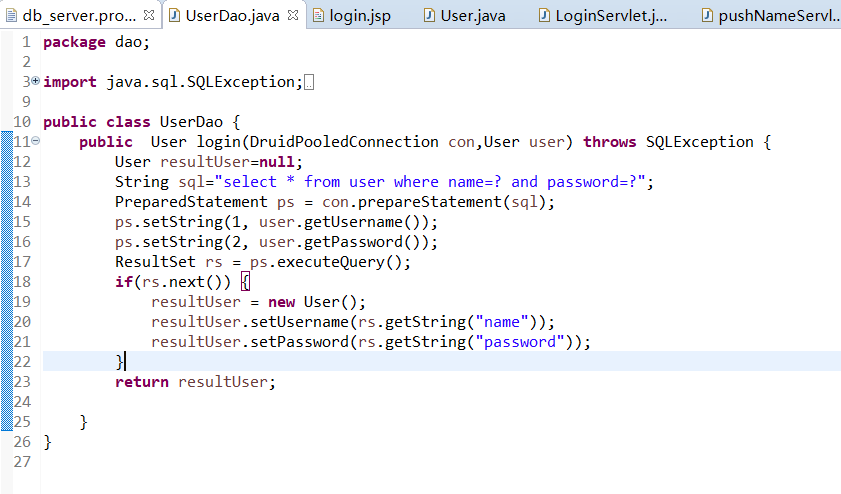 db_server.pro... UserDao.java login.jsp User.java LoginServlet.j... pushNameServl...
1 package dao;
2
3 import java.sql.SQLException;
9
10 public class UserDao {
11     public  User login(DruidPooledConnection con,User user) throws SQLException {
12         User resultUser=null;
13         String sql="select * from user where name=? and password=?";
14         PreparedStatement ps = con.prepareStatement(sql);
15         ps.setString(1, user.getUsername());
16         ps.setString(2, user.getPassword());
17         ResultSet rs = ps.executeQuery();
18         if(rs.next()) {
19             resultUser = new User();
20             resultUser.setUsername(rs.getString("name"));
21             resultUser.setPassword(rs.getString("password"));
22         }
23         return resultUser;
24
25     }
26 }
27